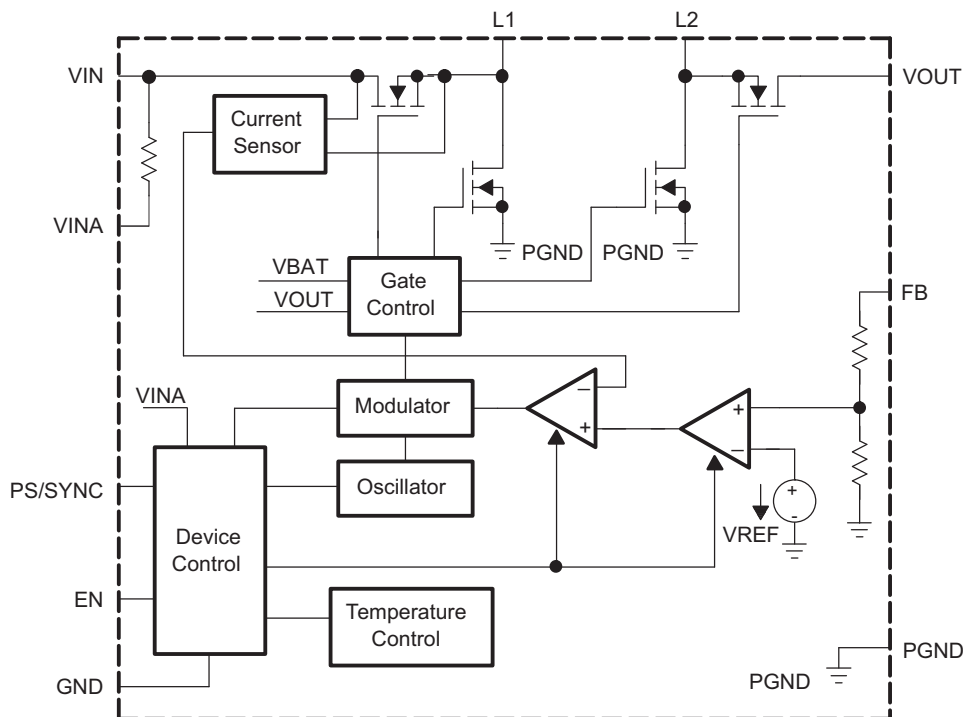 L1
L2
VIN
VOUT
Current
Sensor
VINA
PGND
PGND
VBAT
VOUT
Gate
Control
FB
VINA
Modulator
−
+
+
−
PS/SYNC
Oscillator
+
-
VREF
Device
Control
EN
Temperature
Control
GND
PGND
PGND